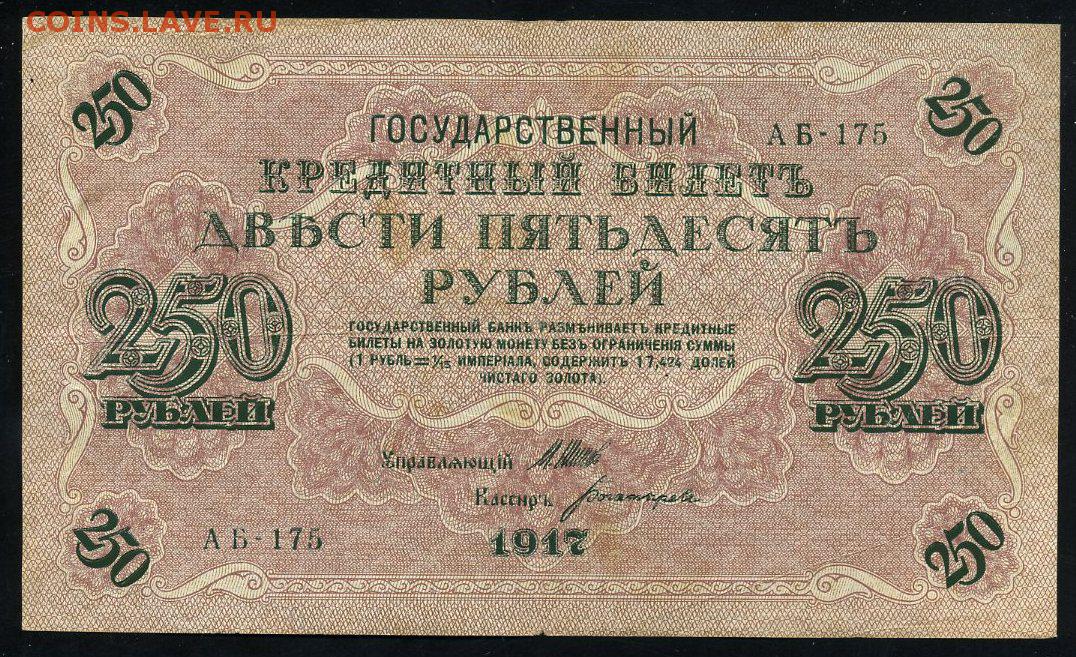 COINS.LAVE.RU
250
250
ГОСУДАРСТВЕННЫЙ
АБ-175
КРЕДИТНЫЙ БИЛЕТЪ
ДВѢСТИ ПЯТЬДЕСЯТЪ
РУБЛЕЙ
250
РУБЛЕЙ
250
РУБЛЕЙ
ГОСУДАРСТВЕННЫЙ БАНКЪ РАЗМѢНИВАЕТЪ КРЕДИТНЫЕ
БИЛЕТЫ НА ЗОЛОТУЮ МОНЕТУ БЕЗЪ ОГРАНИЧЕНІЯ СУММЫ
(1 РУБЛЬ = 1/15 ИМПЕРІАЛА, СОДЕРЖИТЪ 17,424 ДОЛЕЙ
ЧИСТАГО ЗОЛОТА).
Управляющій
Кассиръ
АБ-175
1917
250
250